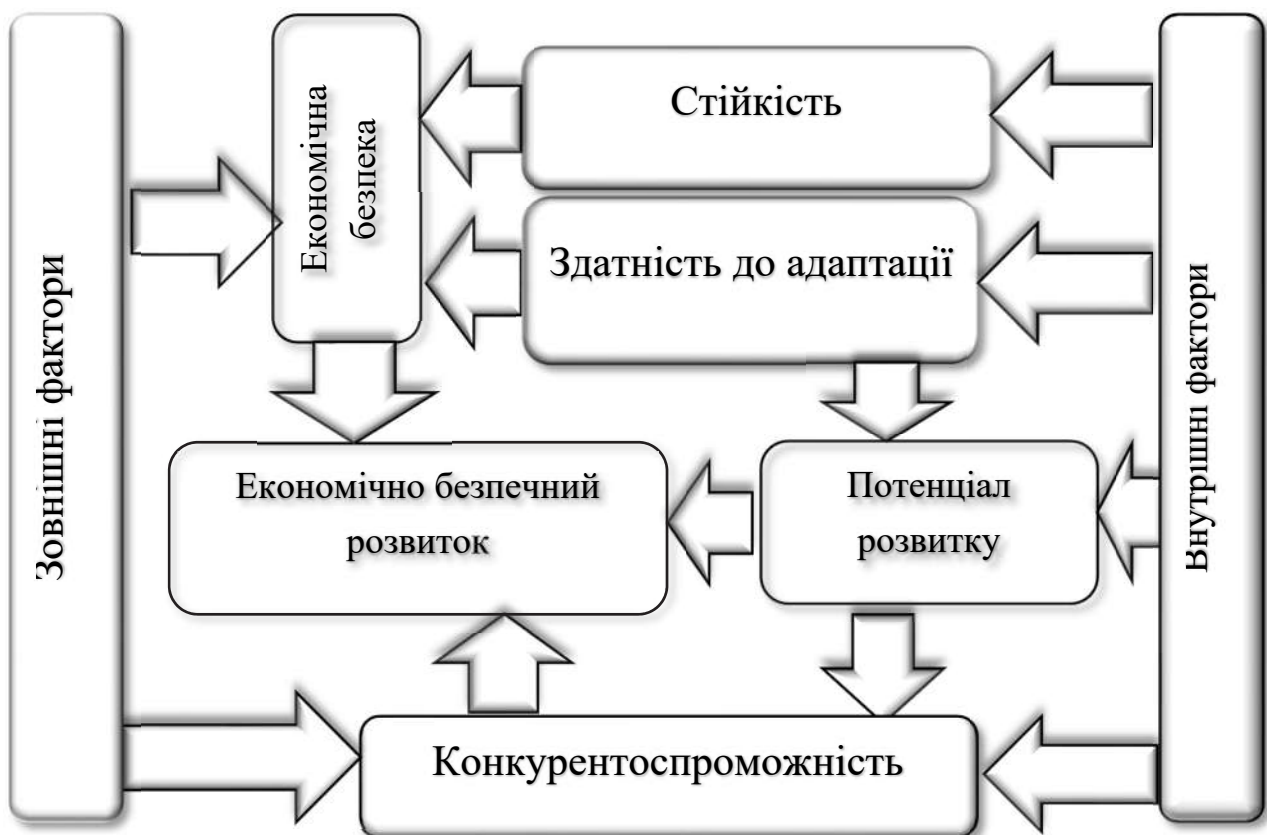 Зовнішні фактори
Економічна
безпека
Стійкість
Здатність до адаптації
Економічно безпечний
розвиток
Потенціал
розвитку
Конкурентоспроможність
Внутрішні фактори